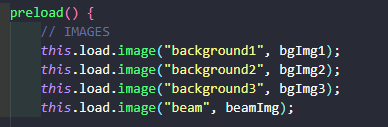 preload() {
    // IMAGES
    this.load.image("background1", bgImg1);
    this.load.image("background2", bgImg2);
    this.load.image("background3", bgImg3);
    this.load.image("beam", beamImg);